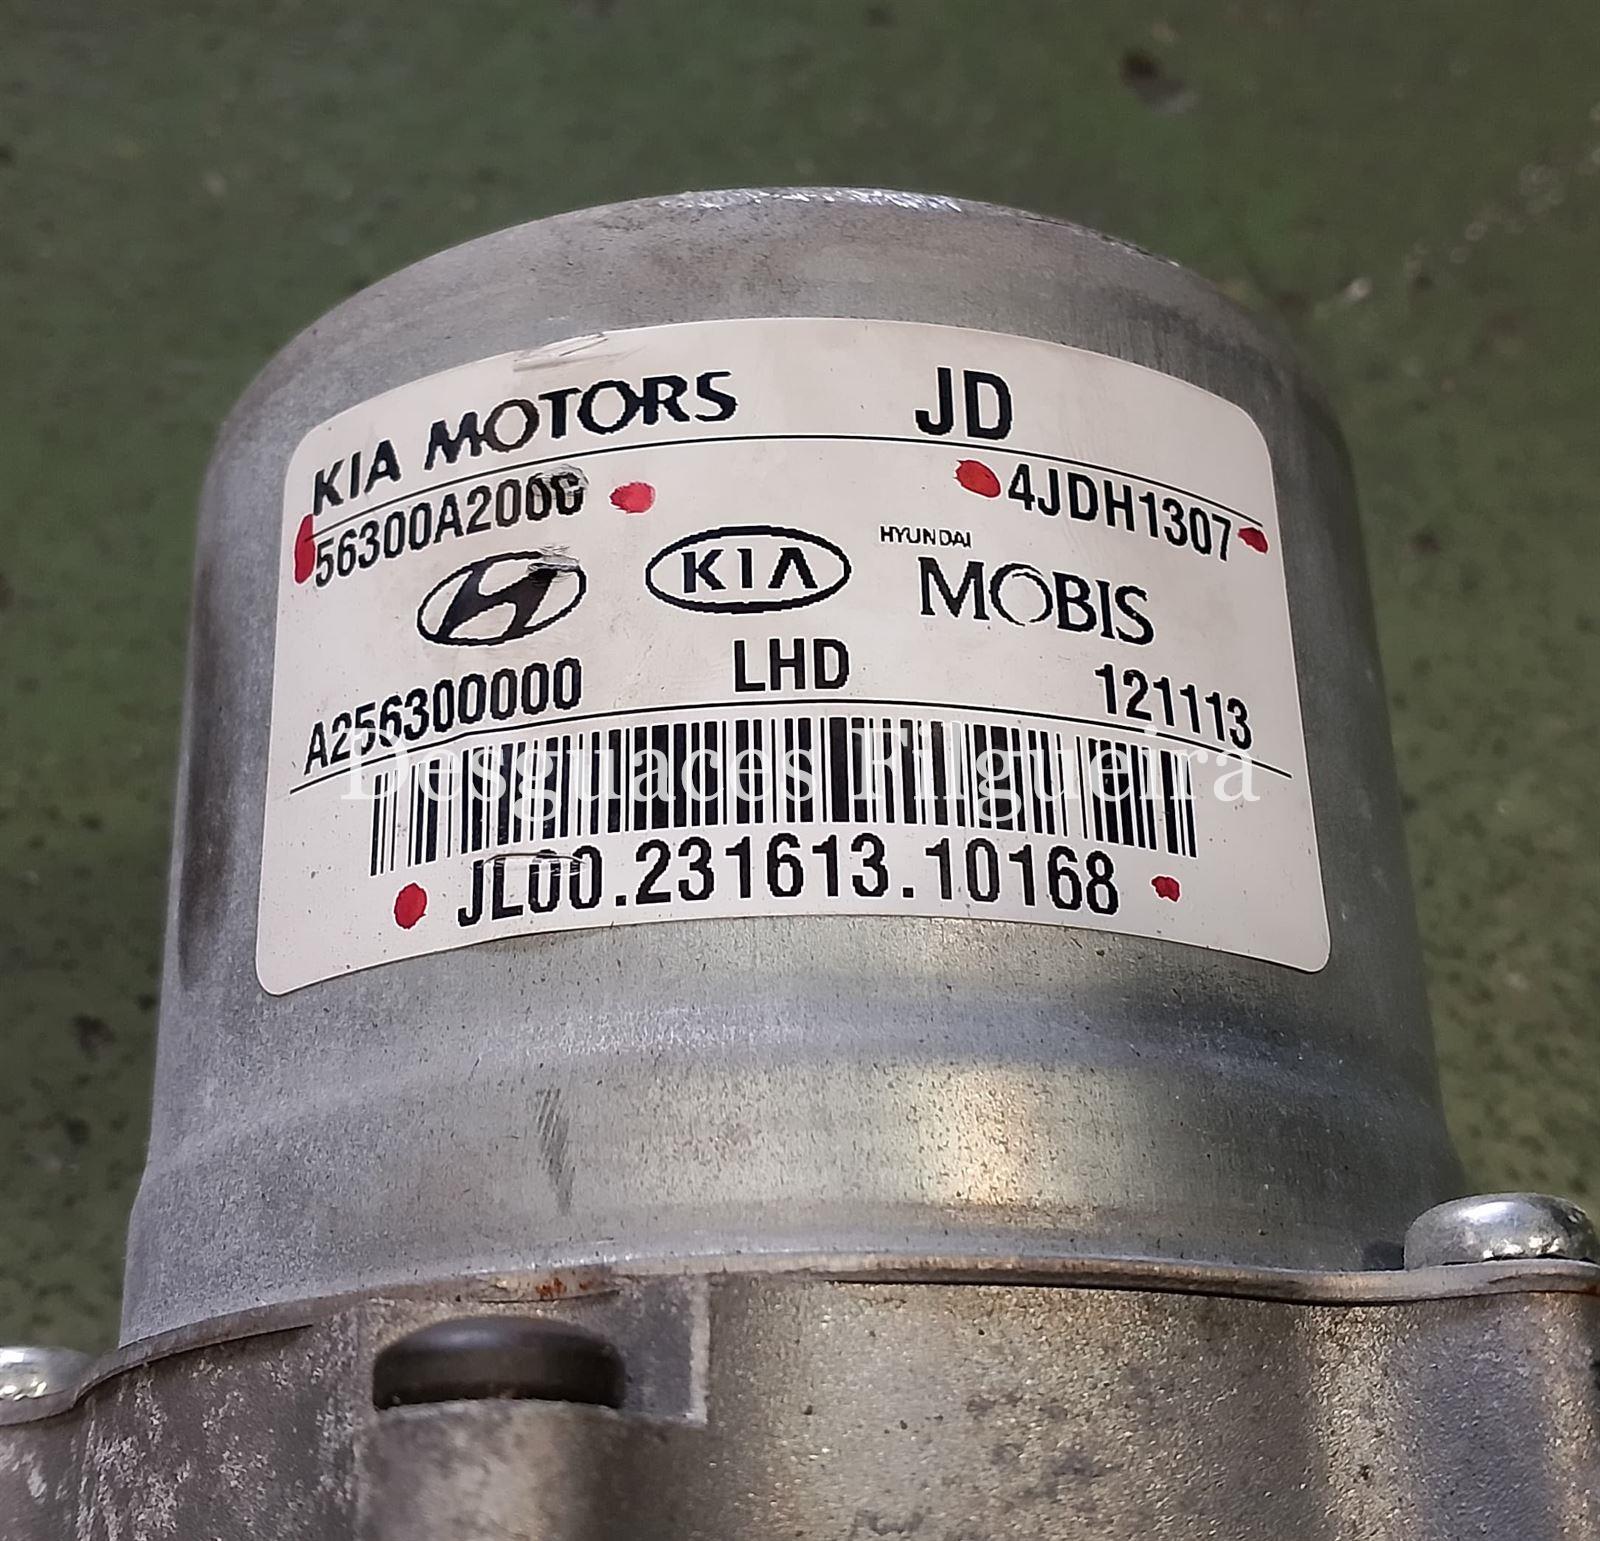 KIA MOTORS JD
56300A2000 4JDH1307
KIA HYUNDAI MOBIS
A256300000 LHD 121113
Desguaces Filgueira
JL00.231613.10168